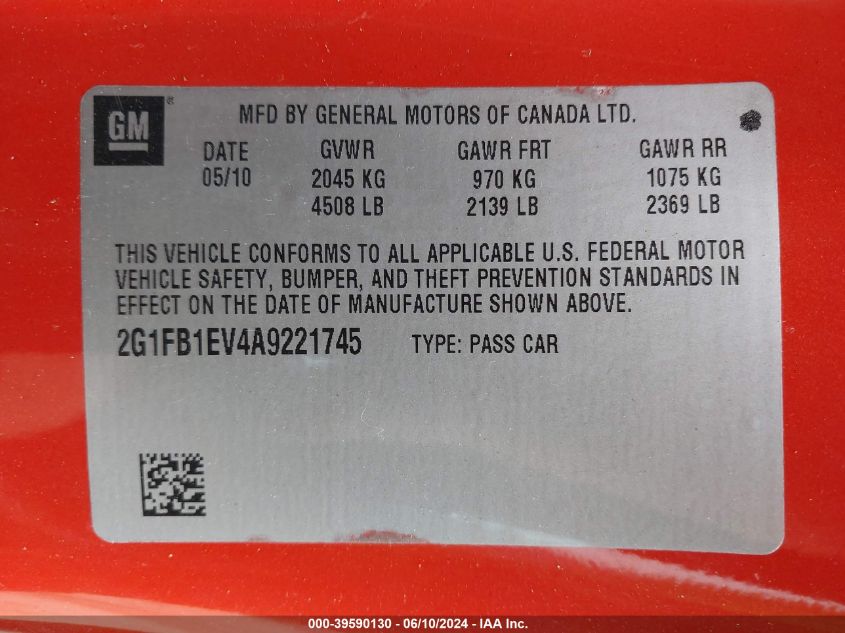 GM ®
MFD BY GENERAL MOTORS OF CANADA LTD.
DATE GVWR GAWR FRT GAWR RR
05/10 2045 KG 970 KG 1075 KG
4508 LB 2139 LB 2369 LB
THIS VEHICLE CONFORMS TO ALL APPLICABLE U.S. FEDERAL MOTOR
VEHICLE SAFETY, BUMPER, AND THEFT PREVENTION STANDARDS IN
EFFECT ON THE DATE OF MANUFACTURE SHOWN ABOVE.
2G1FB1EV4A9221745 TYPE: PASS CAR
000-39590130 - 06/10/2024 - IAA Inc.